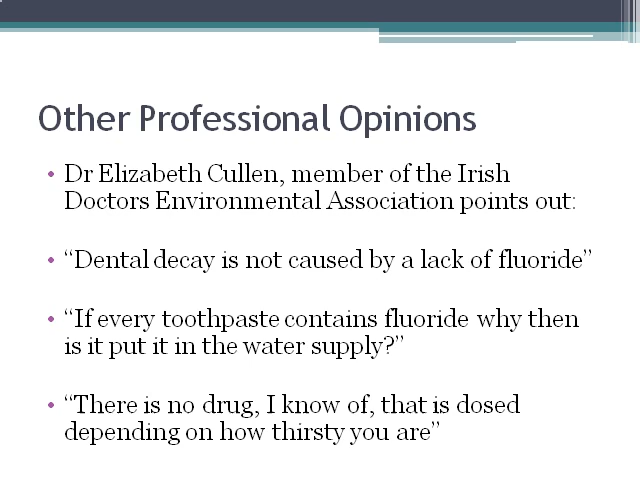 Other Professional Opinions
• Dr Elizabeth Cullen, member of the Irish
Doctors Environmental Association points out:
• “Dental decay is not caused by a lack of fluoride”
• “If every toothpaste contains fluoride why then
is it put it in the water supply?”
• “There is no drug, I know of, that is dosed
depending on how thirsty you are”